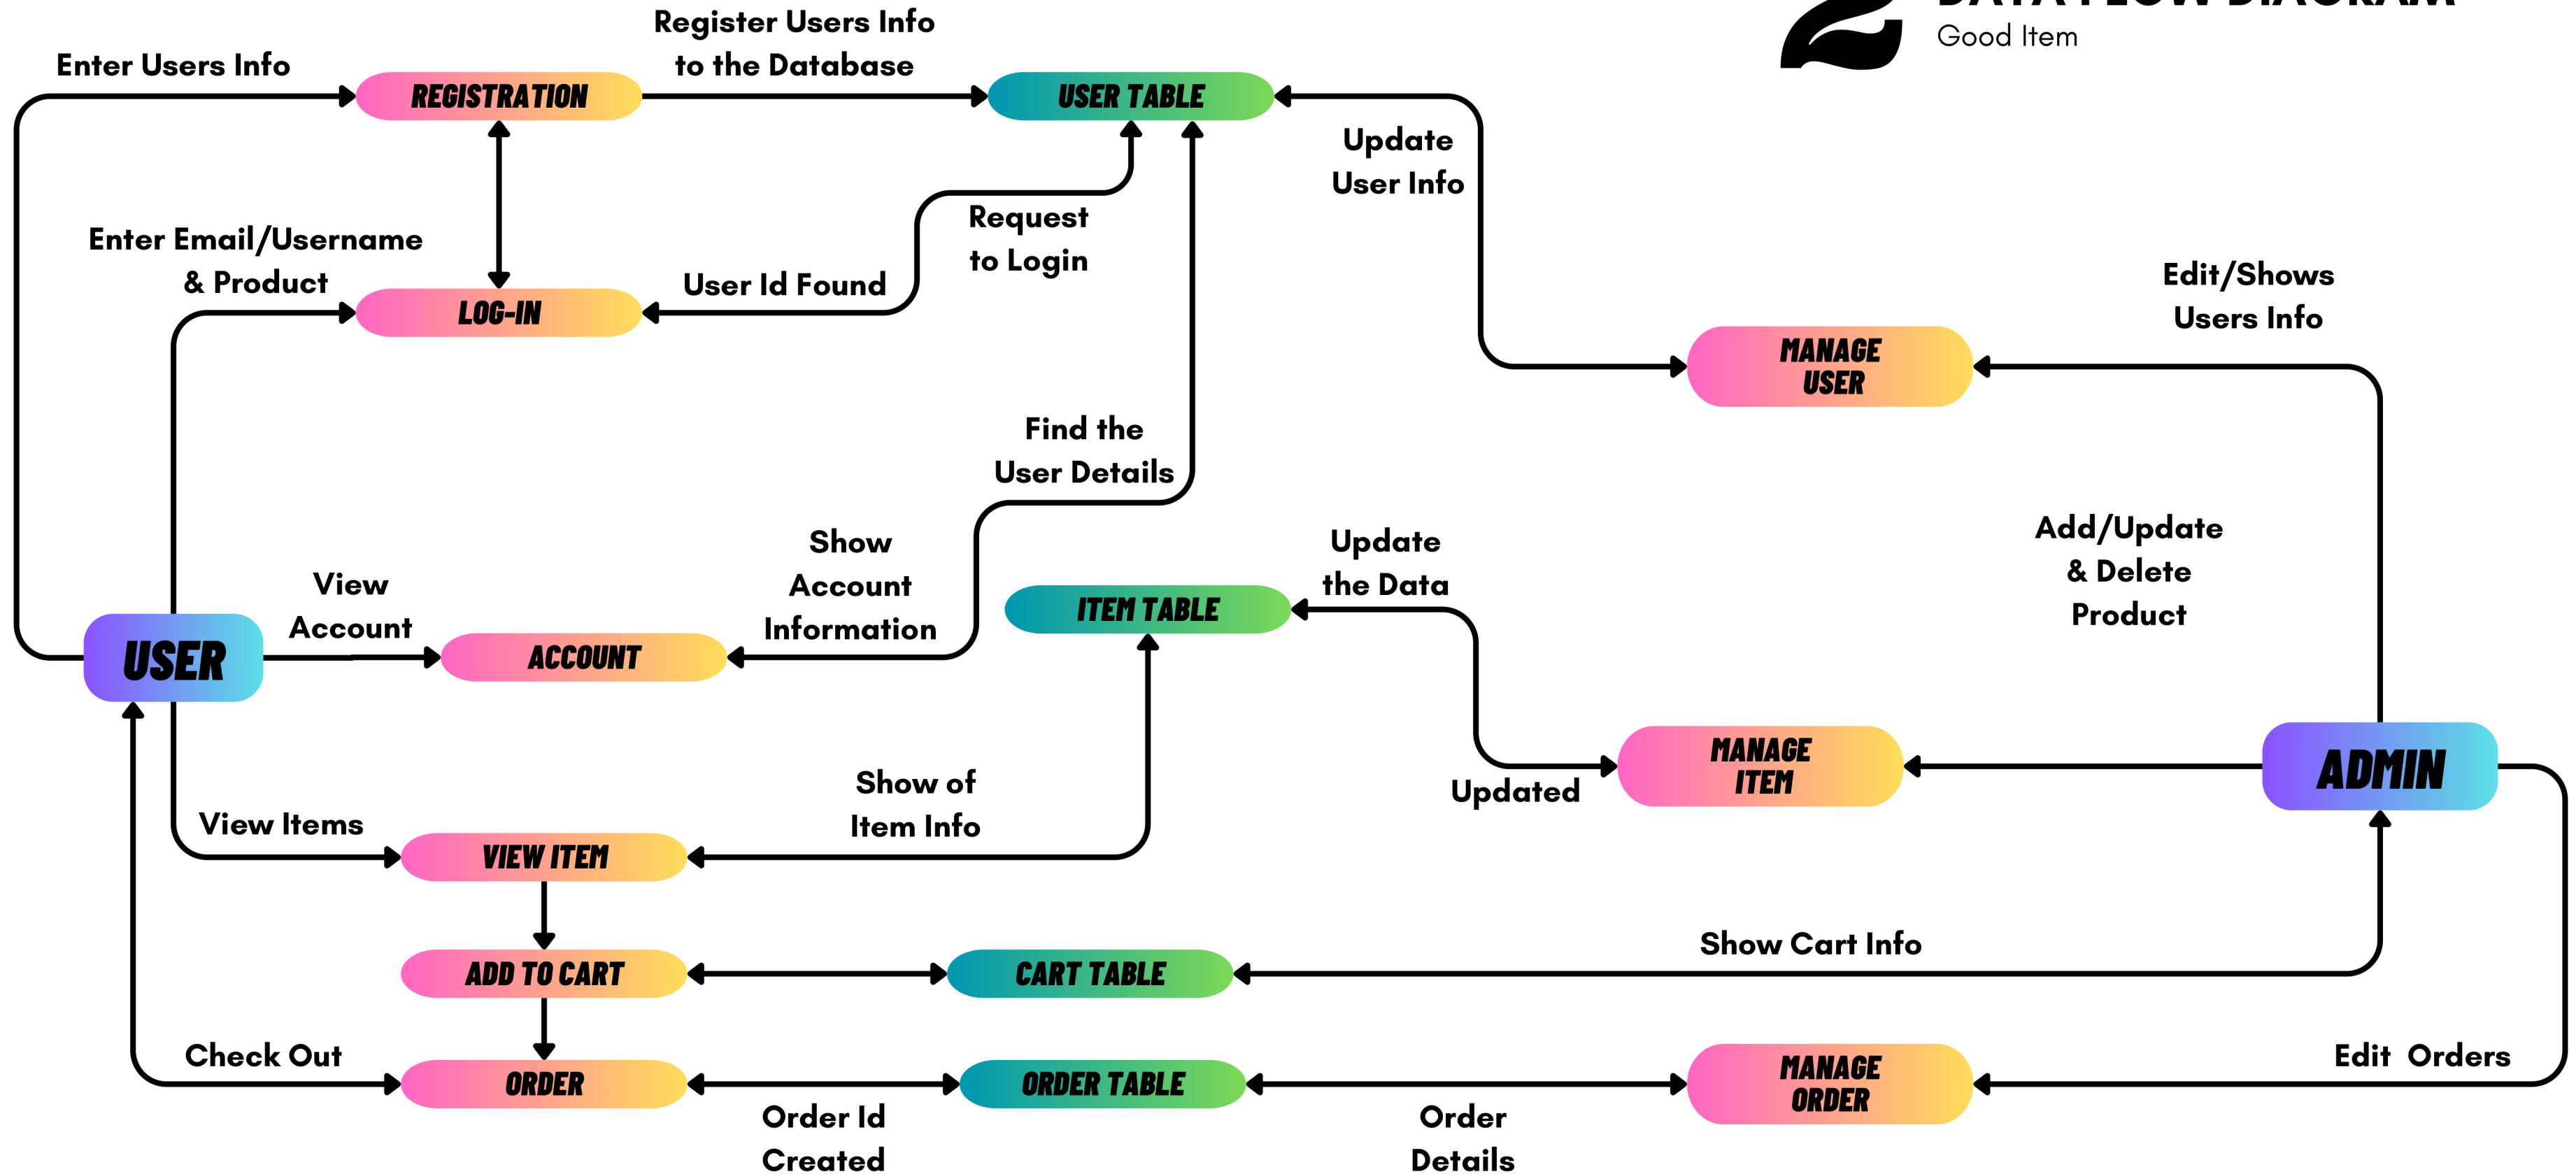 DATA FLOW DIAGRAM
Good Item
Register Users Info
to the Database
Enter Users Info
REGISTRATION
USER TABLE
Update
User Info
Request
to Login
Enter Email/Username
& Product
User Id Found
LOG-IN
Edit/Shows
Users Info
MANAGE
USER
Find the
User Details
Show
Account
Information
Update
the Data
Add/Update
& Delete
Product
View
Account
ITEM TABLE
USER
ACCOUNT
MANAGE
ITEM
ADMIN
Updated
Show of
Item Info
View Items
VIEW ITEM
Show Cart Info
ADD TO CART
CART TABLE
Check Out
Edit Orders
ORDER
ORDER TABLE
MANAGE
ORDER
Order Id
Created
Order
Details